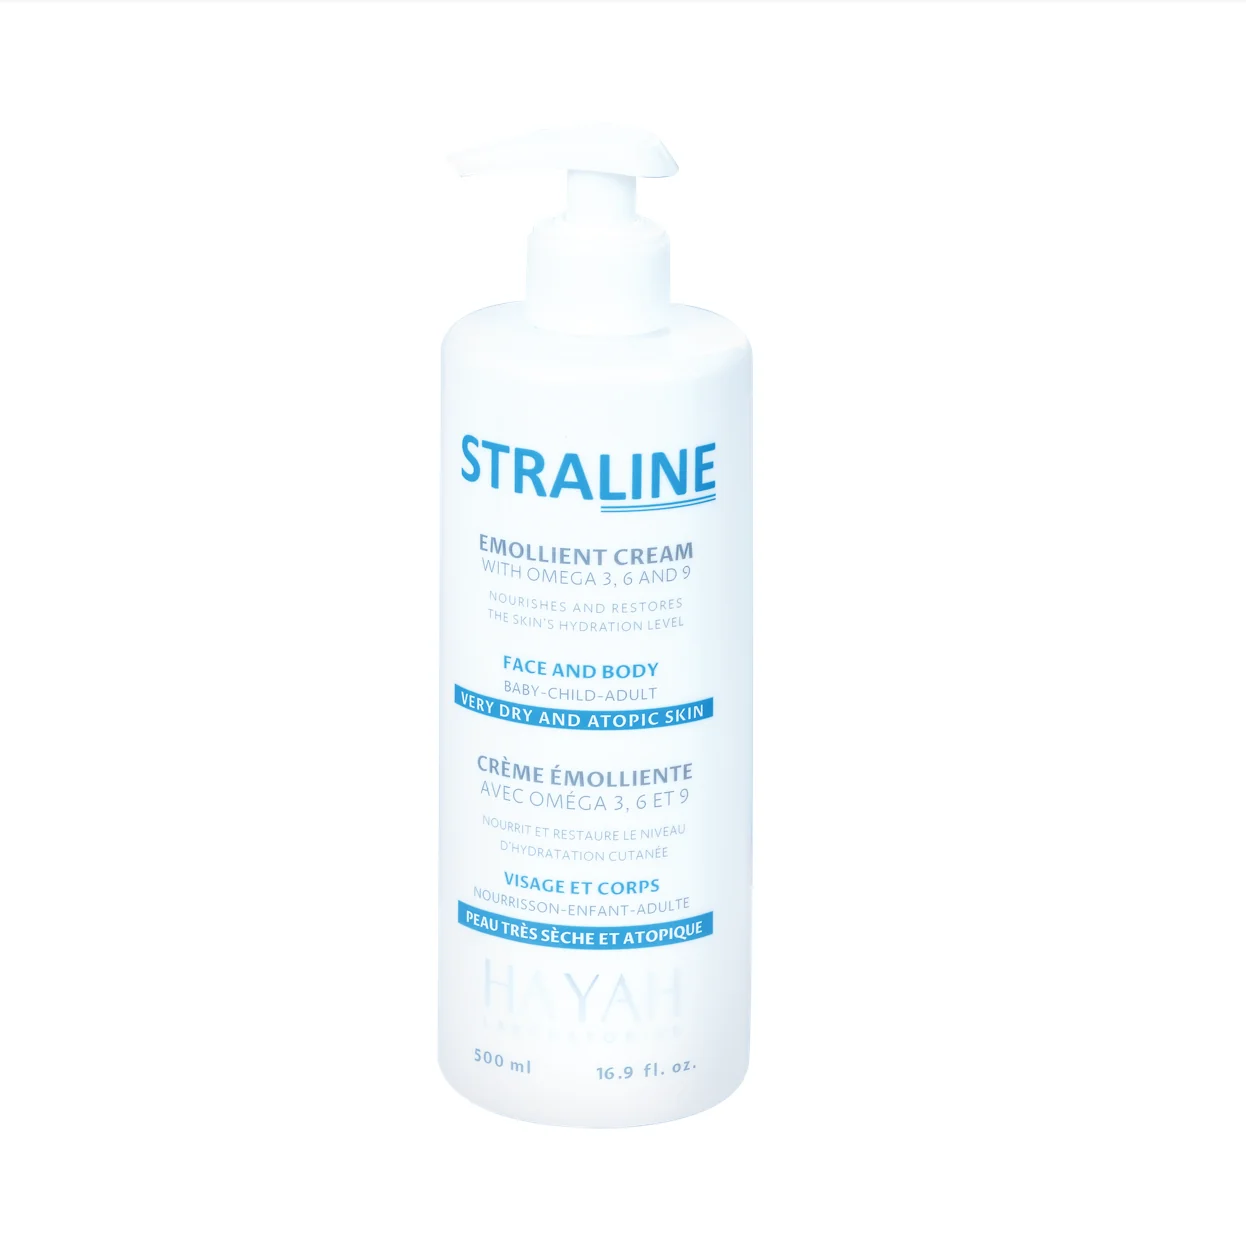 STRALINE
EMOLLIENT CREAM
WITH OMEGA 3, 6 AND 9
NOURISHES AND RESTORES
THE SKIN'S HYDRATION LEVEL
FACE AND BODY
BABY-CHILD-ADULT
VERY DRY AND ATOPIC SKIN
CRÈME ÉMOLLIENTE
AVEC OMÉGA 3, 6 ET 9
NOURRIT ET RESTAURE LE NIVEAU
D'HYDRATATION CUTANÉE
VISAGE ET CORPS
NOURRISSON-ENFANT-ADULTE
PEAU TRÈS SÈCHE ET ATOPIQUE
HAYAH
500 ml 16.9 fl. oz.